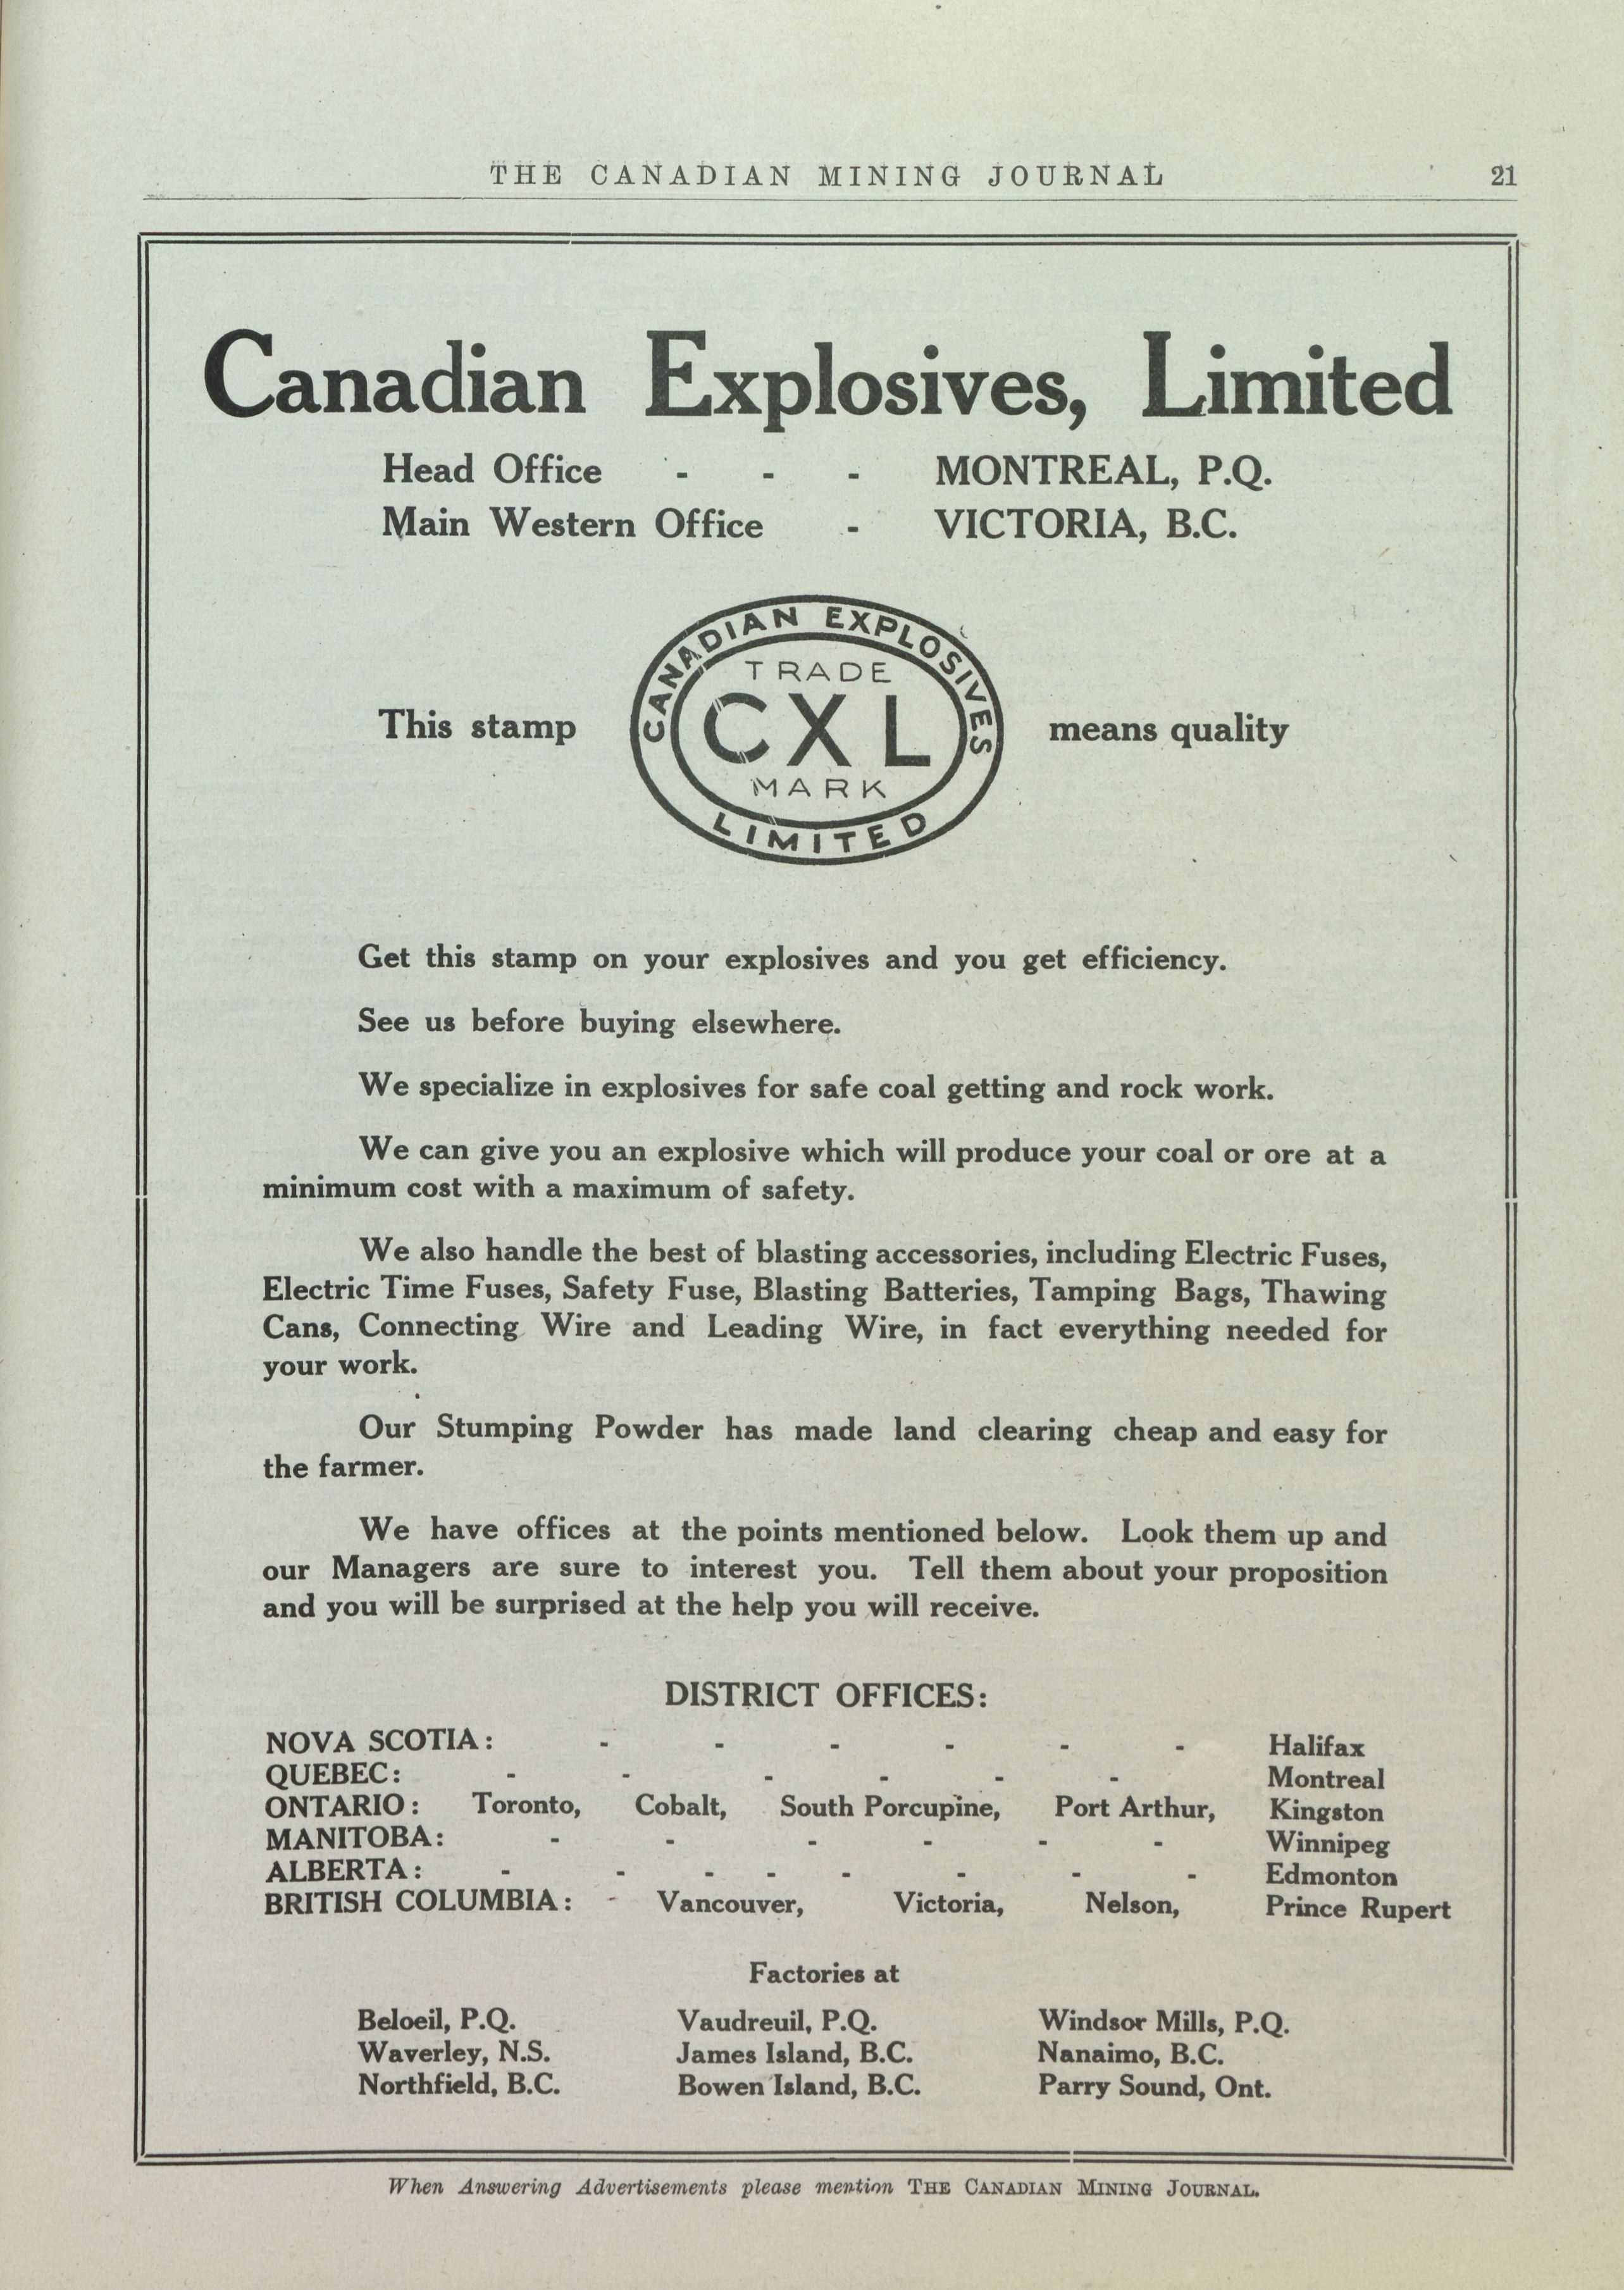 THE CANADIAN MINING JOURNAL 21
Canadian Explosives, Limited
Head Office - - - MONTREAL, P.Q.
Main Western Office - VICTORIA, B.C.
This stamp
CANADIAN EXPLOSIVES
TRADE
CXL
MARK
LIMITED
means quality
Get this stamp on your explosives and you get efficiency.
See us before buying elsewhere.
We specialize in explosives for safe coal getting and rock work.
We can give you an explosive which will produce your coal or ore at a
minimum cost with a maximum of safety.
We also handle the best of blasting accessories, including Electric Fuses,
Electric Time Fuses, Safety Fuse, Blasting Batteries, Tamping Bags, Thawing
Cans, Connecting Wire and Leading Wire, in fact everything needed for
your work.
Our Stumping Powder has made land clearing cheap and easy for
the farmer.
We have offices at the points mentioned below. Look them up and
our Managers are sure to interest you. Tell them about your proposition
and you will be surprised at the help you will receive.
DISTRICT OFFICES:
NOVA SCOTIA: - - - - - - Halifax
QUEBEC: - - - - - - Montreal
ONTARIO: Toronto, Cobalt, South Porcupine, Port Arthur, Kingston
MANITOBA: - - - - - - Winnipeg
ALBERTA: - - - - - - - - Edmonton
BRITISH COLUMBIA: - Vancouver, Victoria, Nelson, Prince Rupert
Factories at
Beloeil, P.Q. Vaudreuil, P.Q. Windsor Mills, P.Q.
Waverley, N.S. James Island, B.C. Nanaimo, B.C.
Northfield, B.C. Bowen Island, B.C. Parry Sound, Ont.
When Answering Advertisements please mention THE CANADIAN MINING JOURNAL.